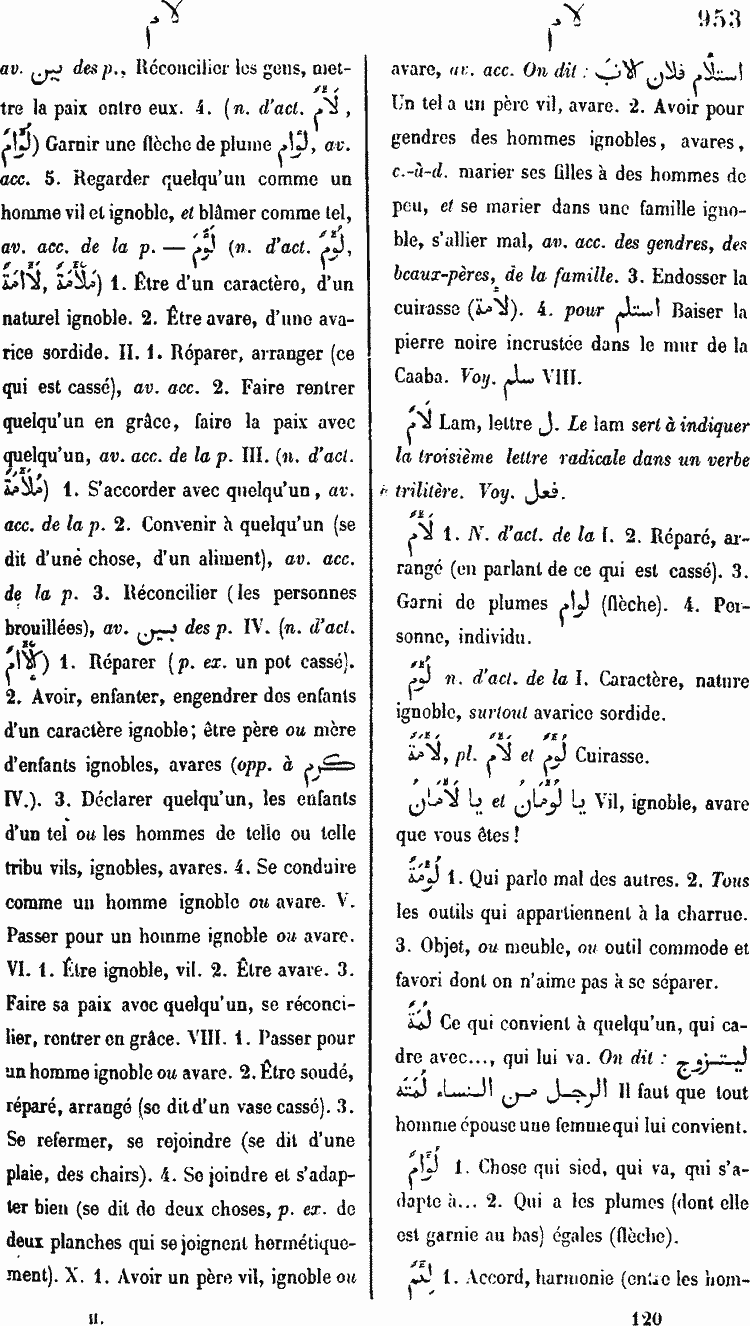 لأم
لأم
953
av. بين des p., Réconcilier les gens, met-
tre la paix entre eux. 4. (n. d'act. لَأْمٌ,
لُؤَامٌ) Garnir une flèche de plume لُؤَام, av.
acc. 5. Regarder quelqu'un comme un
homme vil et ignoble, et blâmer comme tel,
av. acc. de la p. — لَؤُمَ (n. d'act. لُؤْمٌ,
مَلْأَمَةٌ, لَآمَةٌ) 1. Être d'un caractère, d'un
naturel ignoble. 2. Être avare, d'une ava-
rice sordide. II. 1. Réparer, arranger (ce
qui est cassé), av. acc. 2. Faire rentrer
quelqu'un en grâce, faire la paix avec
quelqu'un, av. acc. de la p. III. (n. d'act.
مُلَأَمَةٌ) 1. S'accorder avec quelqu'un, av.
acc. de la p. 2. Convenir à quelqu'un (se
dit d'une chose, d'un aliment), av. acc.
de la p. 3. Réconcilier (les personnes
brouillées), av. بين des p. IV. (n. d'act.
إِلْآمٌ) 1. Réparer (p. ex. un pot cassé).
2. Avoir, enfanter, engendrer des enfants
d'un caractère ignoble; être père ou mère
d'enfants ignobles, avares (opp. à كرم
IV.). 3. Déclarer quelqu'un, les enfants
d'un tel ou les hommes de telle ou telle
tribu vils, ignobles, avares. 4. Se conduire
comme un homme ignoble ou avare. V.
Passer pour un homme ignoble ou avare.
VI. 1. Être ignoble, vil. 2. Être avare. 3.
Faire sa paix avec quelqu'un, se réconci-
lier, rentrer en grâce. VIII. 1. Passer pour
un homme ignoble ou avare. 2. Être soudé,
réparé, arrangé (se dit d'un vase cassé). 3.
Se refermer, se rejoindre (se dit d'une
plaie, des chairs). 4. Se joindre et s'adap-
ter bien (se dit de deux choses, p. ex. de
deux planches qui se joignent hermétique-
ment). X. 1. Avoir un père vil, ignoble ou
II.
avare, av. acc. On dit : استلأم فلان
Un tel a un père vil, avare. 2. Avoir pour
gendres des hommes ignobles, avares,
c.-à-d. marier ses filles à des hommes de
peu, et se marier dans une famille igno-
ble, s'allier mal, av. acc. des gendres, des
beaux-pères, de la famille. 3. Endosser la
cuirasse (لأمة). 4. pour استلم Baiser la
pierre noire incrustée dans le mur de la
Caaba. Voy. سلم VIII.
لَامٌ Lam, lettre ل. Le lam sert à indiquer
la troisième lettre radicale dans un verbe
trilitère. Voy. فعل.
لَأْمٌ 1. N. d'act. de la I. 2. Réparé, ar-
rangé (en parlant de ce qui est cassé). 3.
Garni de plumes لوام (flèche). 4. Per-
sonne, individu.
لُؤْمٌ n. d'act. de la I. Caractère, nature
ignoble, surtout avarice sordide.
لَأْمَةٌ, pl. لَأْمٌ et لُؤَمٌ Cuirasse.
يا لَؤْمَانُ et يا لَأْمَانُ Vil, ignoble, avare
que vous êtes!
لُؤْمَةٌ 1. Qui parle mal des autres. 2. Tous
les outils qui appartiennent à la charrue.
3. Objet, ou meuble, ou outil commode et
favori dont on n'aime pas à se séparer.
لُمَةٌ Ce qui convient à quelqu'un, qui ca-
dre avec..., qui lui va. On dit : ليتزوج
الرجل من النساء لُمَتَهُ Il faut que tout
homme épouse une femme qui lui convient.
لُؤَامٌ 1. Chose qui sied, qui va, qui s'a-
dapte à... 2. Qui a les plumes (dont elle
est garnie au bas) égales (flèche).
لِئْمٌ 1. Accord, harmonie (entre les hom-
120